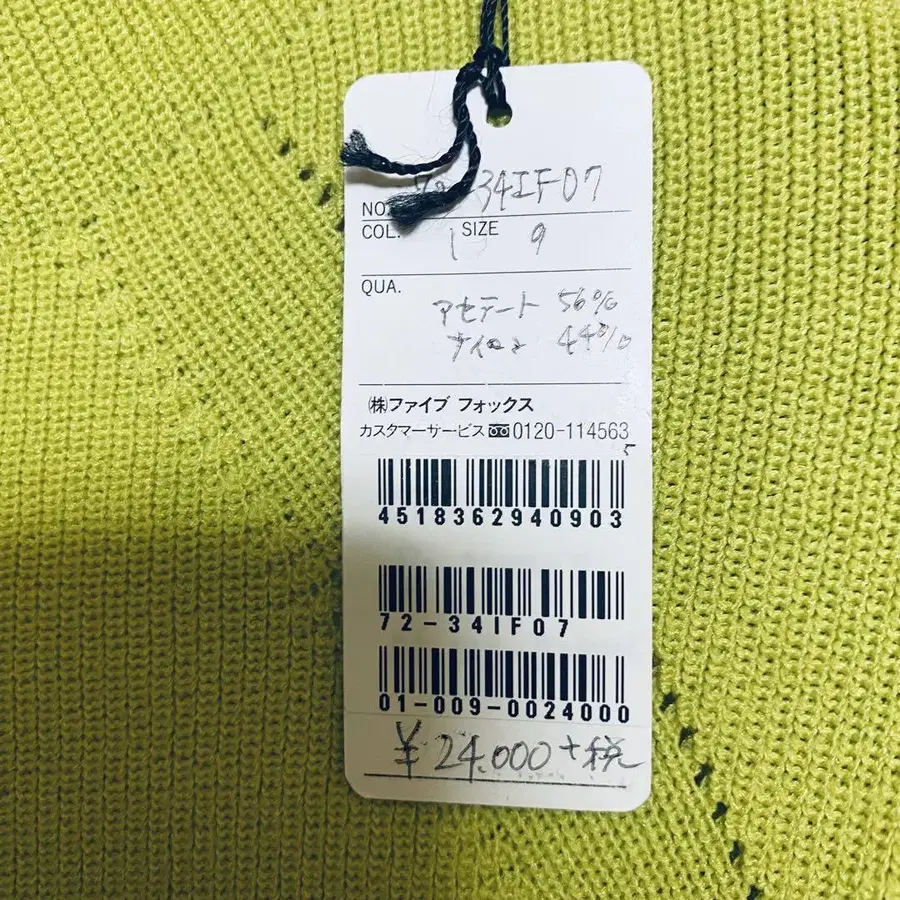 NO. 72-34IF07
COL. 1 SIZE 9
QUA.
アセテート 56%
ナイロン 44%
㈱ファイブ フォックス
カスタマーサービス 0120-114563
5
4518362940903
72-34IF07
01-009-0024000
¥24.000+税